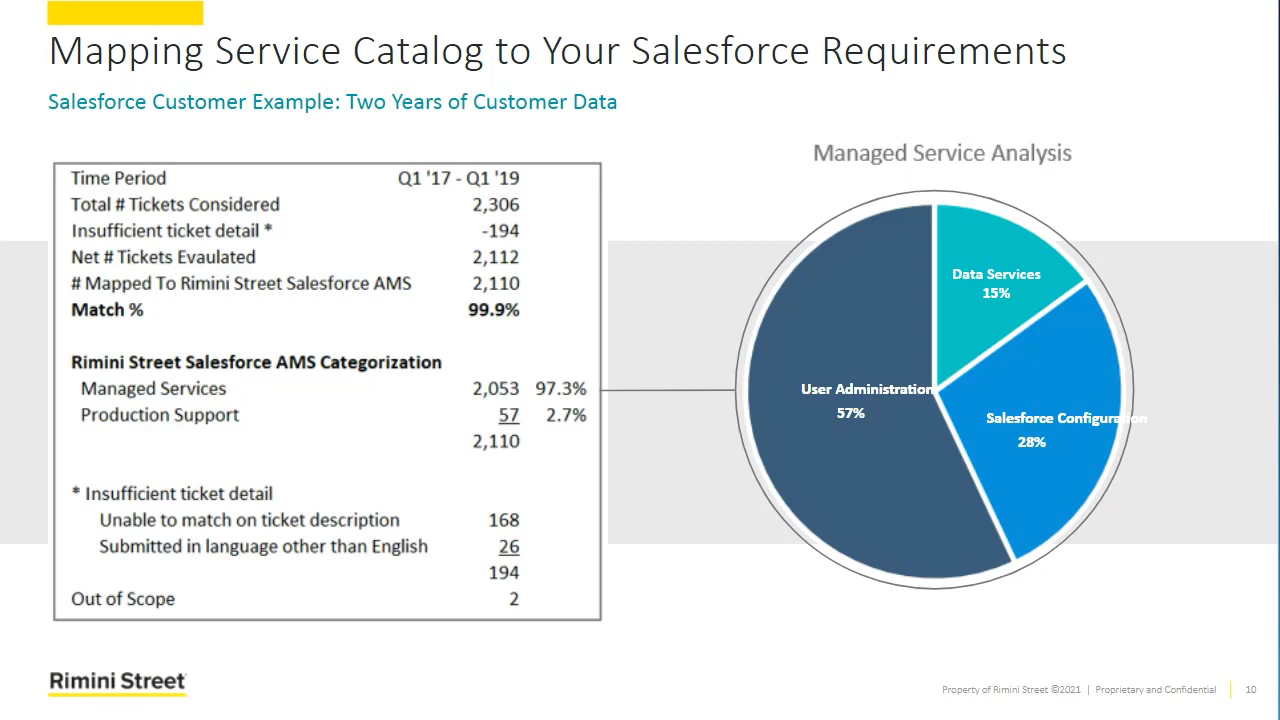 Mapping Service Catalog to Your Salesforce Requirements
Salesforce Customer Example: Two Years of Customer Data
Time Period Q1 '17 - Q1 '19
Total # Tickets Considered 2,306
Insufficient ticket detail * -194
Net # Tickets Evaulated 2,112
# Mapped To Rimini Street Salesforce AMS 2,110
Match % 99.9%
Rimini Street Salesforce AMS Categorization
Managed Services 2,053 97.3%
Production Support 57 2.7%
2,110
* Insufficient ticket detail
Unable to match on ticket description 168
Submitted in language other than English 26
194
Out of Scope 2
Managed Service Analysis
Data Services
15%
User Administration
57%
Salesforce Configuration
28%
Rimini Street
Property of Rimini Street ©2021 | Proprietary and Confidential 10